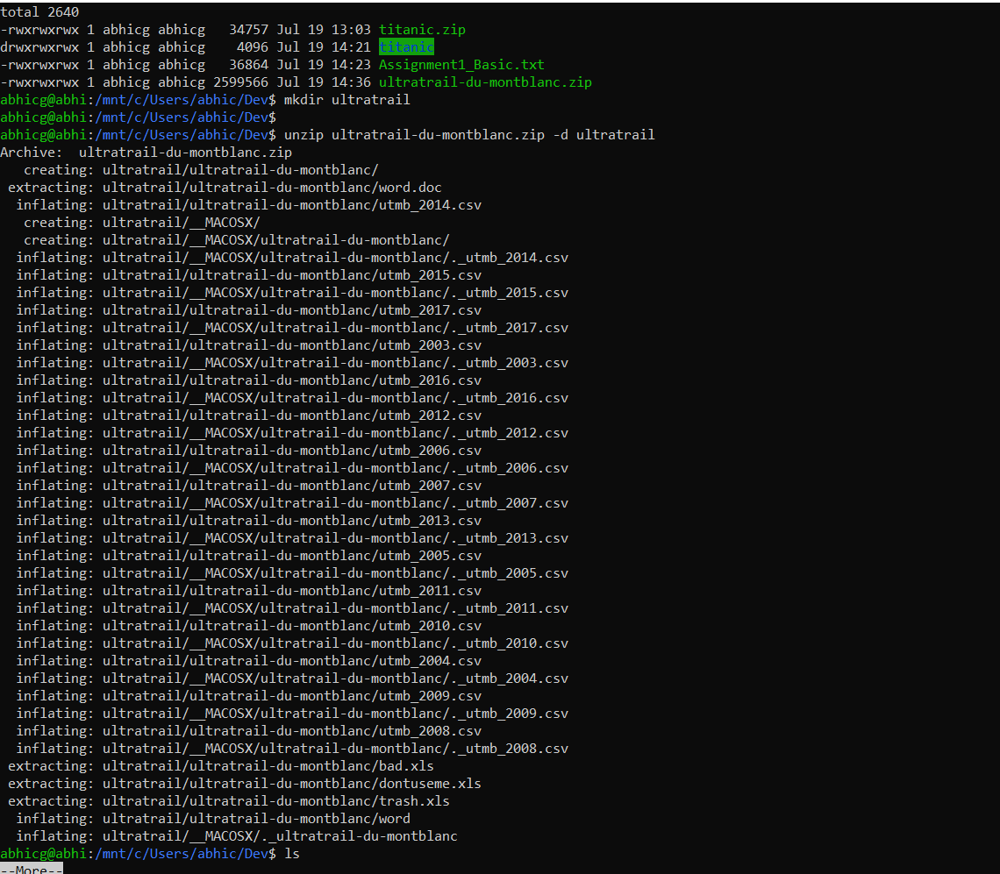 total 2640
-rwxrwxrwx 1 abhicg abhicg   34757 Jul 19 13:03 titanic.zip
drwxrwxrwx 1 abhicg abhicg    4096 Jul 19 14:21 titanic
-rwxrwxrwx 1 abhicg abhicg   36864 Jul 19 14:23 Assignment1_Basic.txt
-rwxrwxrwx 1 abhicg abhicg 2599566 Jul 19 14:36 ultratrail-du-montblanc.zip
abhicg@abhi:/mnt/c/Users/abhic/Dev$ mkdir ultratrail
abhicg@abhi:/mnt/c/Users/abhic/Dev$
abhicg@abhi:/mnt/c/Users/abhic/Dev$ unzip ultratrail-du-montblanc.zip -d ultratrail
Archive:  ultratrail-du-montblanc.zip
   creating: ultratrail/ultratrail-du-montblanc/
 extracting: ultratrail/ultratrail-du-montblanc/word.doc
  inflating: ultratrail/ultratrail-du-montblanc/utmb_2014.csv
   creating: ultratrail/__MACOSX/
   creating: ultratrail/__MACOSX/ultratrail-du-montblanc/
  inflating: ultratrail/__MACOSX/ultratrail-du-montblanc/._utmb_2014.csv
  inflating: ultratrail/ultratrail-du-montblanc/utmb_2015.csv
  inflating: ultratrail/__MACOSX/ultratrail-du-montblanc/._utmb_2015.csv
  inflating: ultratrail/ultratrail-du-montblanc/utmb_2017.csv
  inflating: ultratrail/__MACOSX/ultratrail-du-montblanc/._utmb_2017.csv
  inflating: ultratrail/ultratrail-du-montblanc/utmb_2003.csv
  inflating: ultratrail/__MACOSX/ultratrail-du-montblanc/._utmb_2003.csv
  inflating: ultratrail/ultratrail-du-montblanc/utmb_2016.csv
  inflating: ultratrail/__MACOSX/ultratrail-du-montblanc/._utmb_2016.csv
  inflating: ultratrail/ultratrail-du-montblanc/utmb_2012.csv
  inflating: ultratrail/__MACOSX/ultratrail-du-montblanc/._utmb_2012.csv
  inflating: ultratrail/ultratrail-du-montblanc/utmb_2006.csv
  inflating: ultratrail/__MACOSX/ultratrail-du-montblanc/._utmb_2006.csv
  inflating: ultratrail/ultratrail-du-montblanc/utmb_2007.csv
  inflating: ultratrail/__MACOSX/ultratrail-du-montblanc/._utmb_2007.csv
  inflating: ultratrail/ultratrail-du-montblanc/utmb_2013.csv
  inflating: ultratrail/__MACOSX/ultratrail-du-montblanc/._utmb_2013.csv
  inflating: ultratrail/ultratrail-du-montblanc/utmb_2005.csv
  inflating: ultratrail/__MACOSX/ultratrail-du-montblanc/._utmb_2005.csv
  inflating: ultratrail/ultratrail-du-montblanc/utmb_2011.csv
  inflating: ultratrail/__MACOSX/ultratrail-du-montblanc/._utmb_2011.csv
  inflating: ultratrail/ultratrail-du-montblanc/utmb_2010.csv
  inflating: ultratrail/__MACOSX/ultratrail-du-montblanc/._utmb_2010.csv
  inflating: ultratrail/ultratrail-du-montblanc/utmb_2004.csv
  inflating: ultratrail/__MACOSX/ultratrail-du-montblanc/._utmb_2004.csv
  inflating: ultratrail/ultratrail-du-montblanc/utmb_2009.csv
  inflating: ultratrail/__MACOSX/ultratrail-du-montblanc/._utmb_2009.csv
  inflating: ultratrail/ultratrail-du-montblanc/utmb_2008.csv
  inflating: ultratrail/__MACOSX/ultratrail-du-montblanc/._utmb_2008.csv
 extracting: ultratrail/ultratrail-du-montblanc/bad.xls
 extracting: ultratrail/ultratrail-du-montblanc/dontuseme.xls
 extracting: ultratrail/ultratrail-du-montblanc/trash.xls
  inflating: ultratrail/ultratrail-du-montblanc/word
  inflating: ultratrail/__MACOSX/._ultratrail-du-montblanc
abhicg@abhi:/mnt/c/Users/abhic/Dev$ ls
--More--